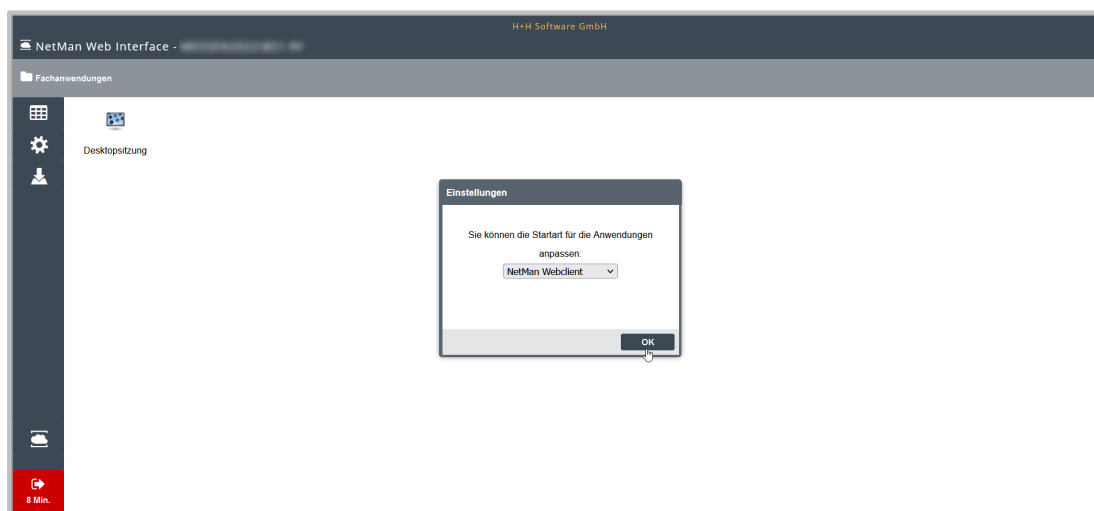 H+H Software GmbH
NetMan Web Interface -
Fachanwendungen
Desktopsitzung
Einstellungen
Sie können die Startart für die Anwendungen
anpassen:
NetMan Webclient
OK
8 Min.